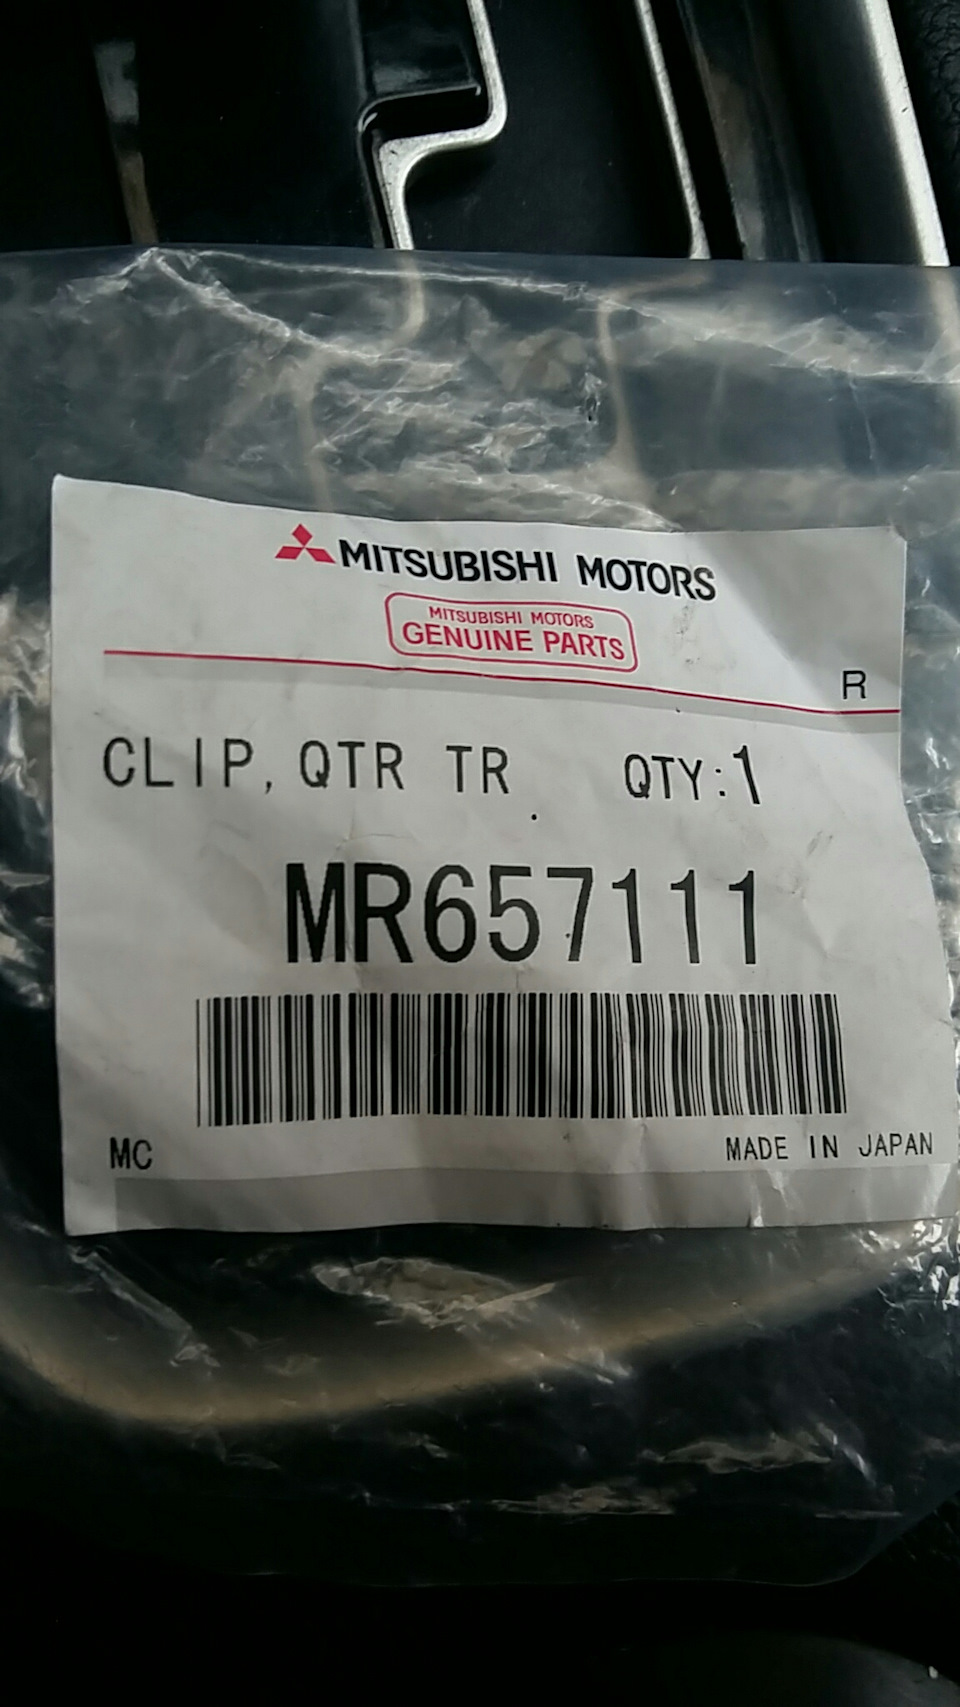 MITSUBISHI MOTORS
MITSUBISHI MOTORS
GENUINE PARTS
R
CLIP, QTR TR QTY:1
MR657111
MC MADE IN JAPAN